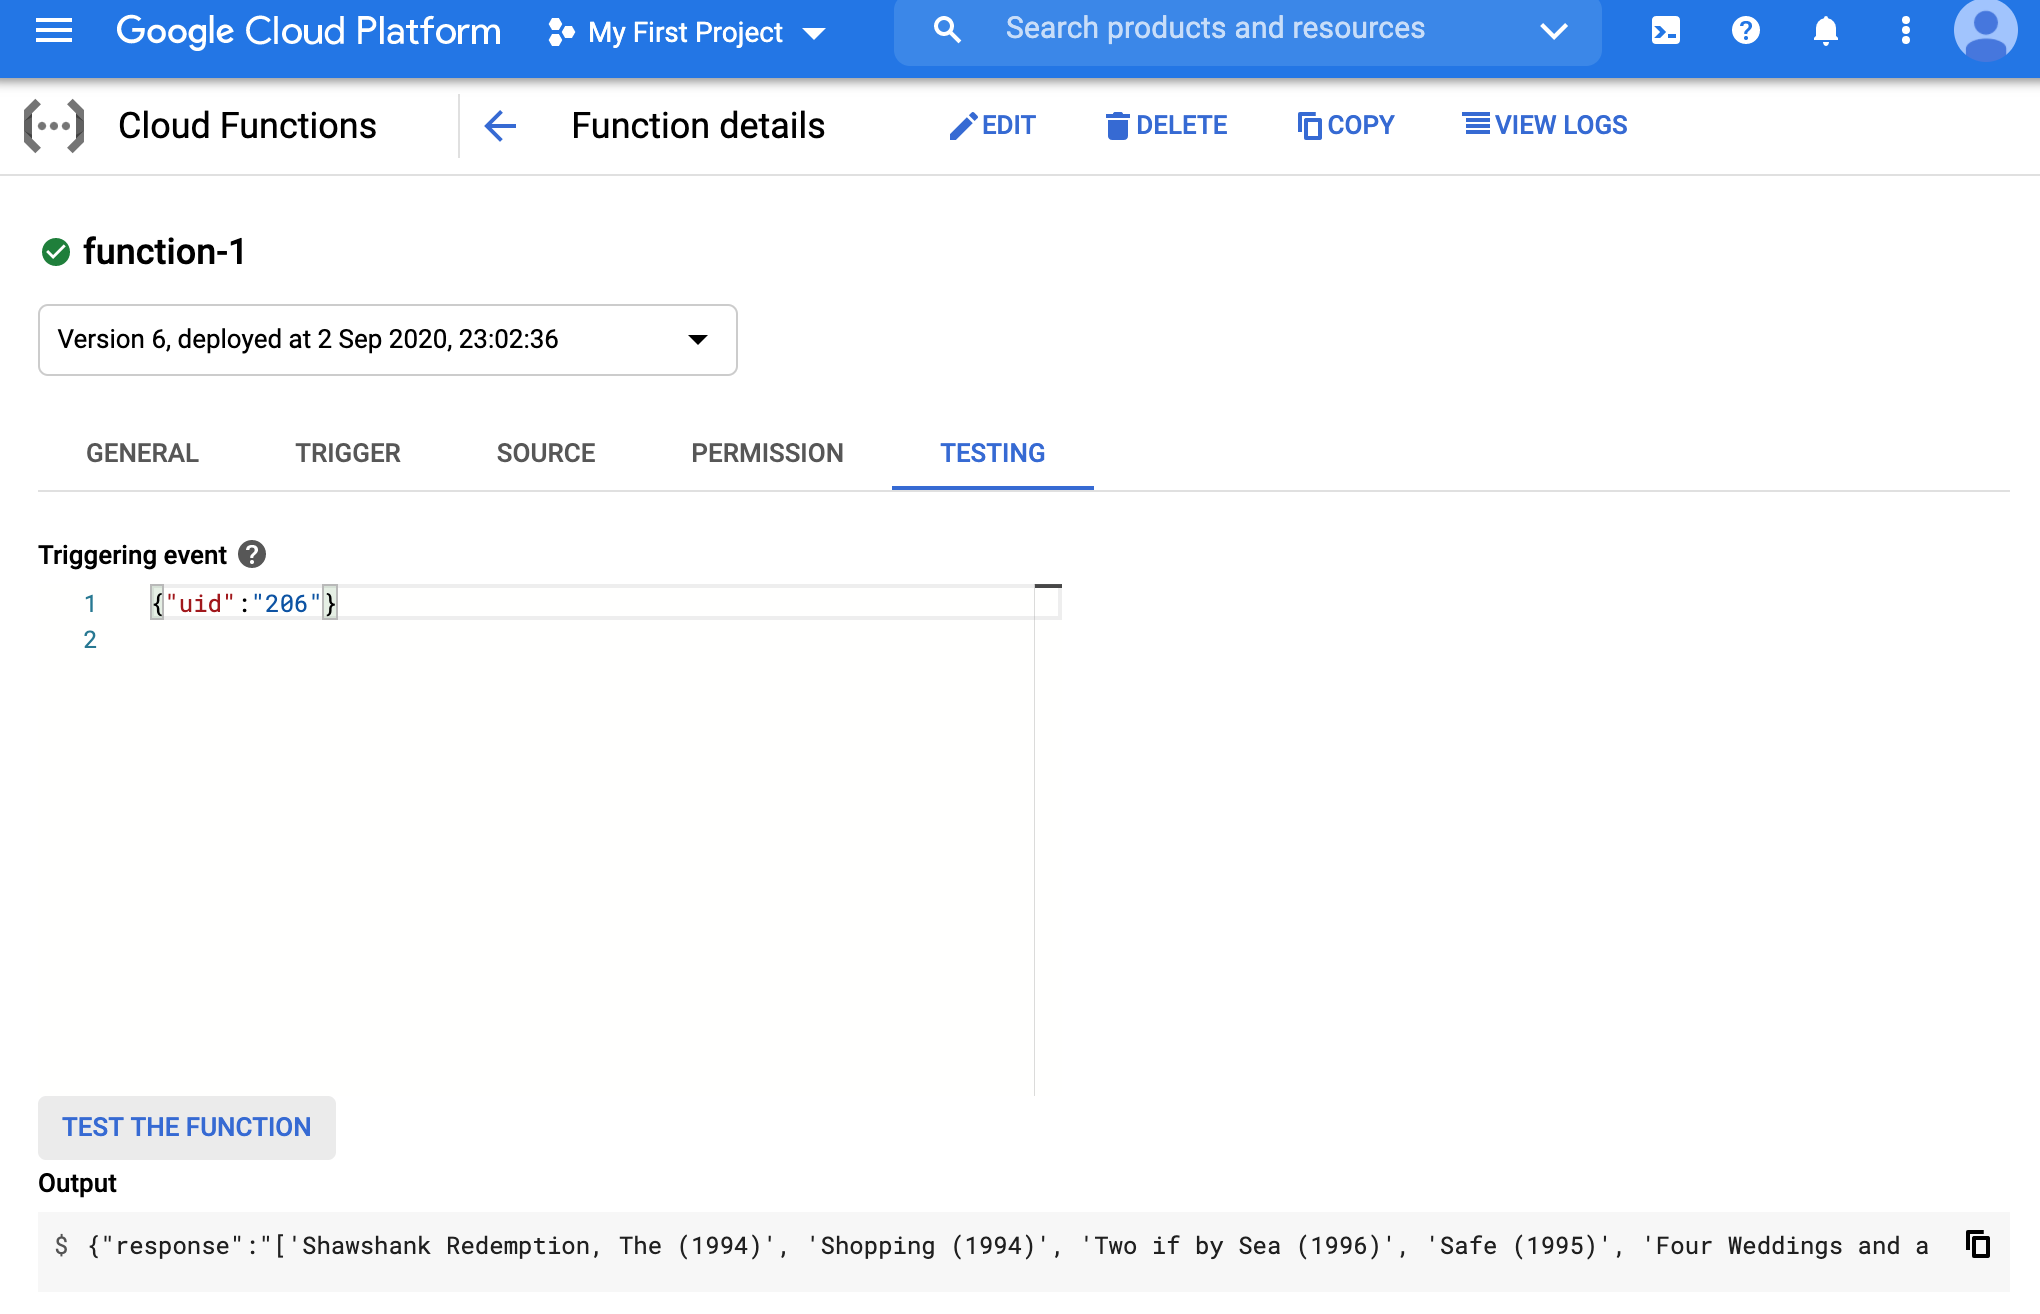 Google Cloud Platform My First Project Search products and resources
Cloud Functions Function details EDIT DELETE COPY VIEW LOGS
function-1
Version 6, deployed at 2 Sep 2020, 23:02:36
GENERAL TRIGGER SOURCE PERMISSION TESTING
Triggering event
1 {"uid":"206"}
2
TEST THE FUNCTION
Output
$ {"response":"['Shawshank Redemption, The (1994)', 'Shopping (1994)', 'Two if by Sea (1996)', 'Safe (1995)', 'Four Weddings and a